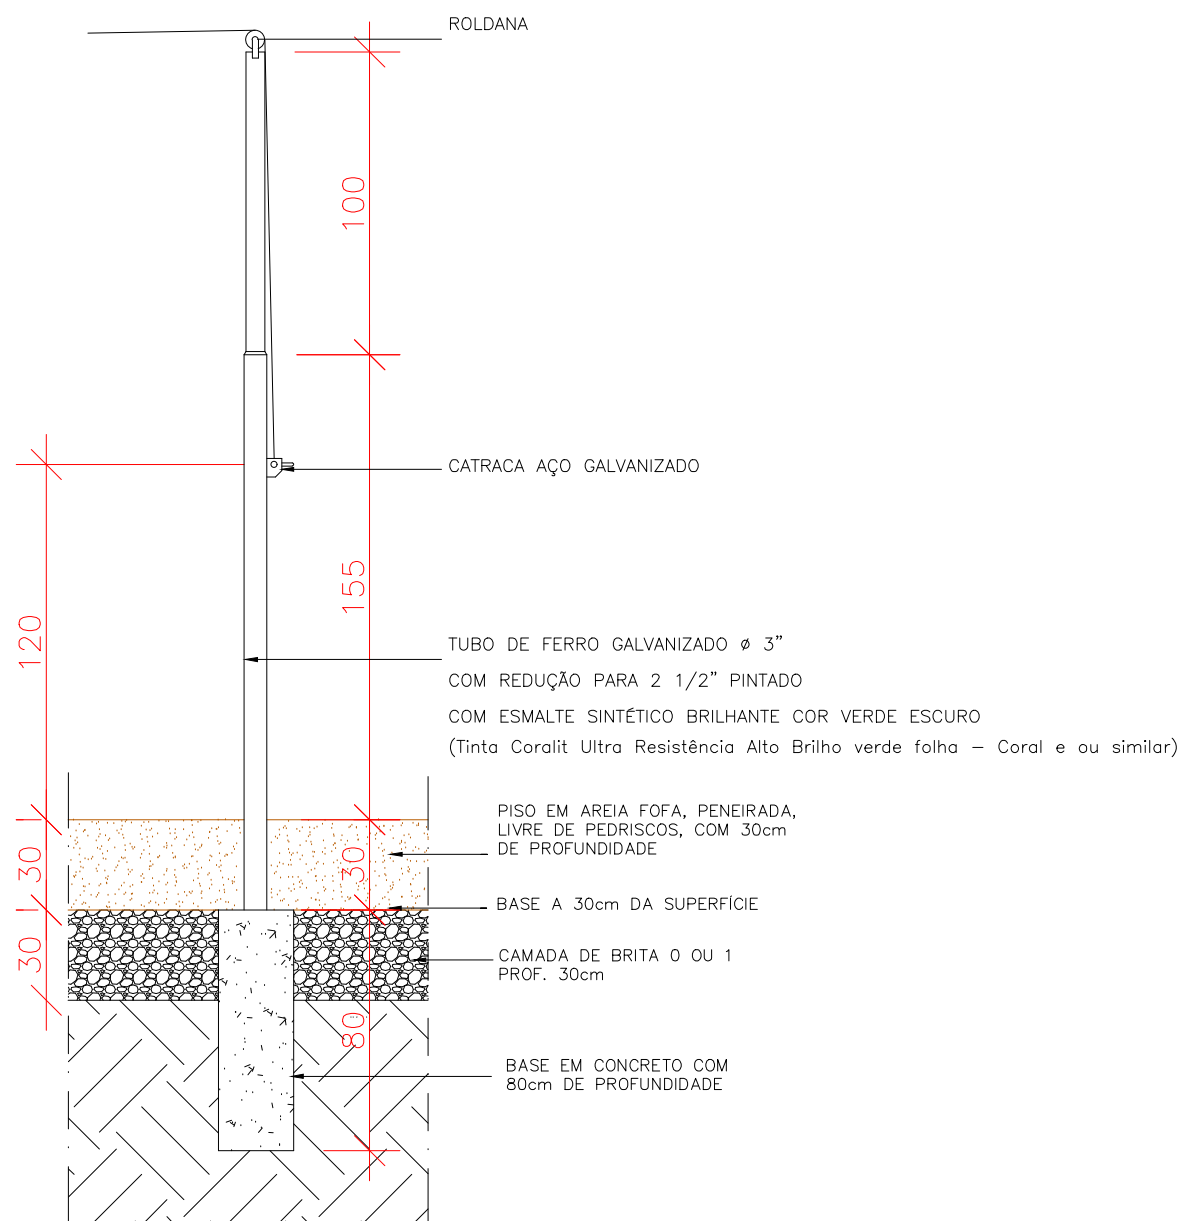 ROLDANA
100
CATRACA AÇO GALVANIZADO
155
120
TUBO DE FERRO GALVANIZADO ø 3"
COM REDUÇÃO PARA 2 1/2" PINTADO
COM ESMALTE SINTÉTICO BRILHANTE COR VERDE ESCURO
(Tinta Coralit Ultra Resistência Alto Brilho verde folha – Coral e ou similar)
PISO EM AREIA FOFA, PENEIRADA,
LIVRE DE PEDRISCOS, COM 30cm
DE PROFUNDIDADE
30
30
BASE A 30cm DA SUPERFÍCIE
30
CAMADA DE BRITA 0 OU 1
PROF. 30cm
80
BASE EM CONCRETO COM
80cm DE PROFUNDIDADE